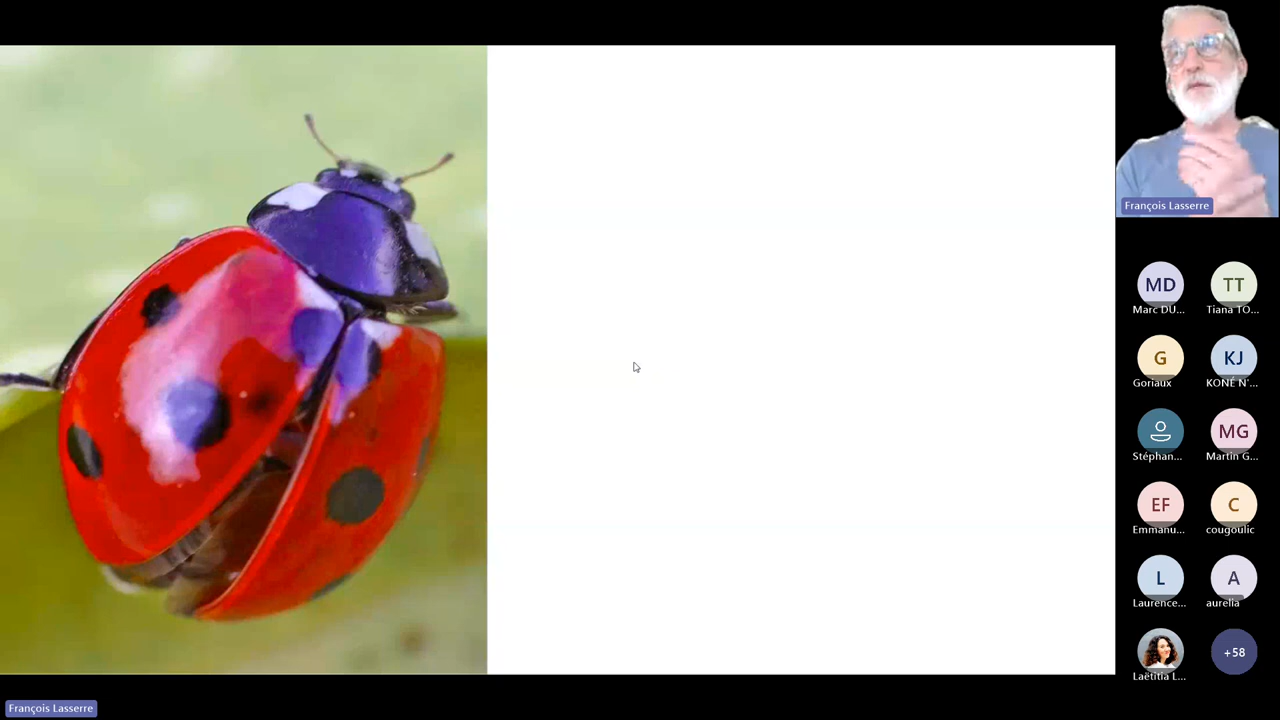 François Lasserre
MD
TT
Marc DU...
Tiana TO...
G
KJ
Goriaux
KONÉ N'...
MG
Stéphan...
Martin G...
EF
C
Emmanu...
cougoulic
L
A
Laurence...
aurelia
+58
Laëtitia L...
François Lasserre